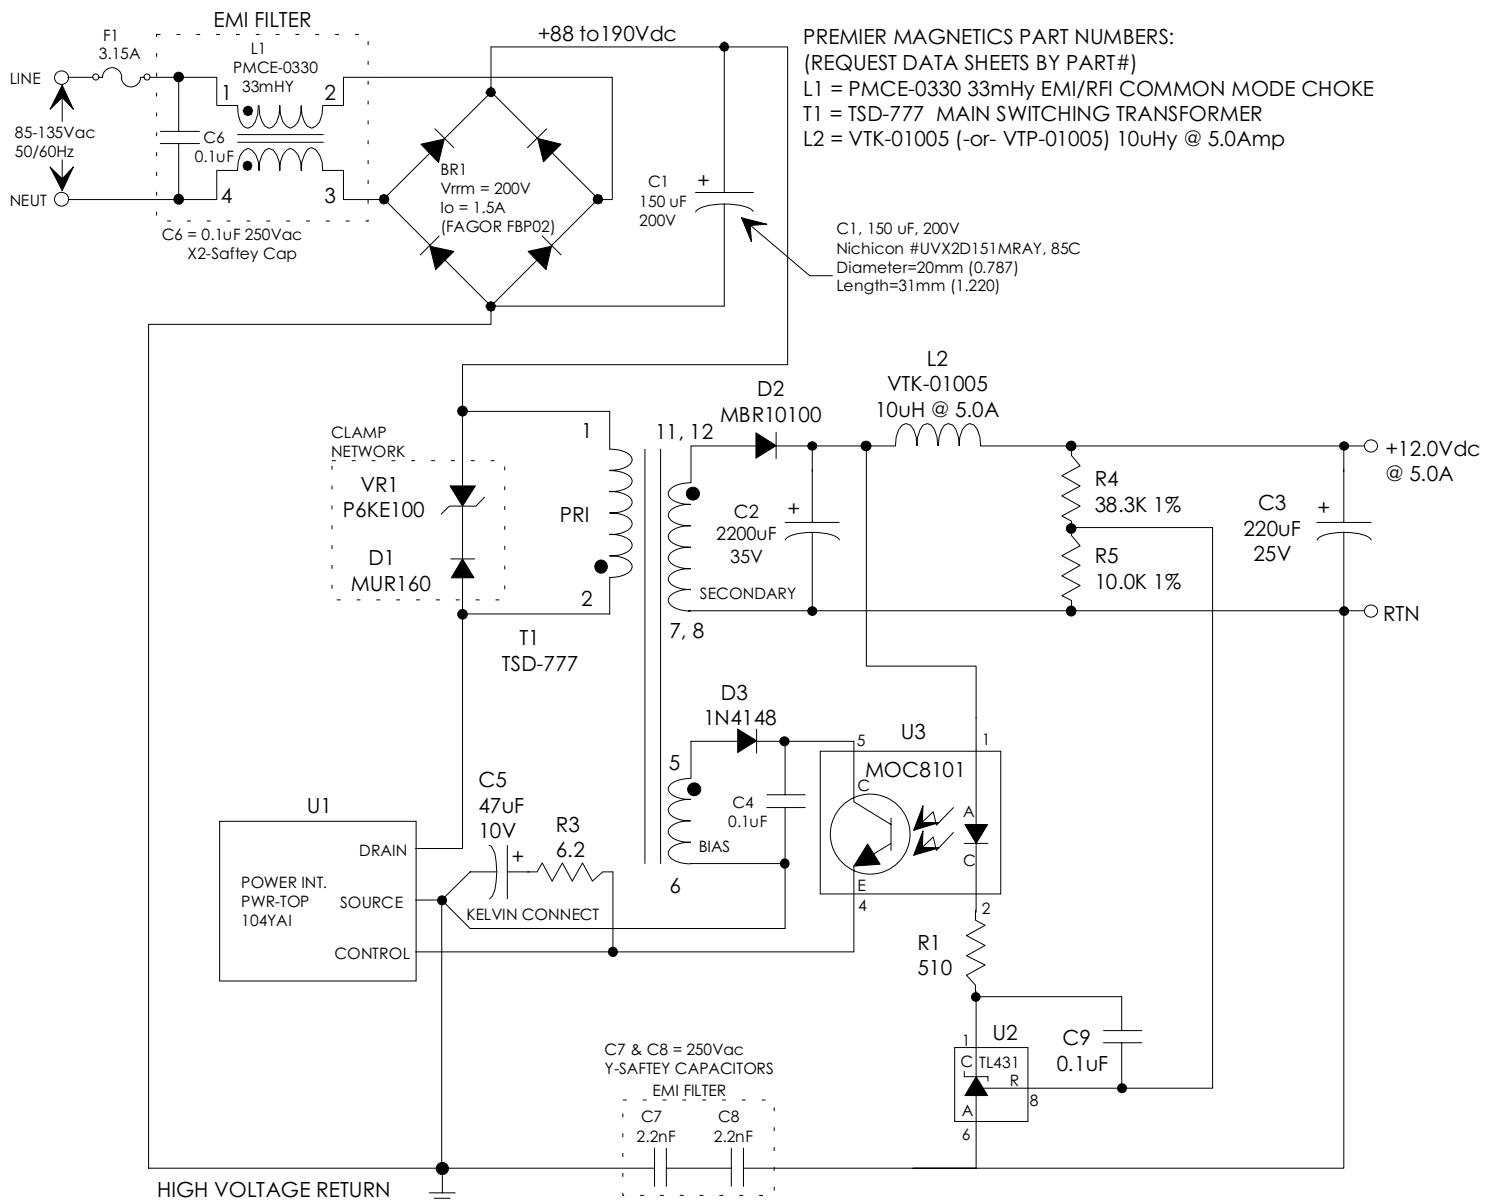 EMI FILTER
F1
3.15A
L1
PMCE-0330
33mHY
+88 to190Vdc
PREMIER MAGNETICS PART NUMBERS:
(REQUEST DATA SHEETS BY PART#)
L1 = PMCE-0330 33mHy EMI/RFI COMMON MODE CHOKE
T1 = TSD-777 MAIN SWITCHING TRANSFORMER
L2 = VTK-01005 (-or- VTP-01005) 10uHy @ 5.0Amp
LINE
1
2
85-135Vac
50/60Hz
C6
0.1uF
NEUT
4
3
C6 = 0.1uF 250Vac
X2-Saftey Cap
BR1
Vrrm = 200V
Io = 1.5A
(FAGOR FBP02)
C1
150 uF
200V
+
C1, 150 uF, 200V
Nichicon #UVX2D151MRAY, 85C
Diameter=20mm (0.787)
Length=31mm (1.220)
L2
VTK-01005
10uH @ 5.0A
D2
MBR10100
CLAMP
NETWORK
VR1
P6KE100
D1
MUR160
1
PRI
2
11, 12
SECONDARY
7, 8
T1
TSD-777
C2
2200uF
35V
+
R4
38.3K 1%
R5
10.0K 1%
C3
220uF
25V
+
+12.0Vdc
@ 5.0A
RTN
D3
1N4148
5
BIAS
6
C4
0.1uF
U3
MOC8101
5
1
C
A
C
E
4
2
U1
DRAIN
POWER INT.
PWR-TOP
104YAI
SOURCE
CONTROL
C5
47uF
10V
+
R3
6.2
KELVIN CONNECT
R1
510
U2
1
C
TL431
R
8
A
6
C9
0.1uF
C7 & C8 = 250Vac
Y-SAFTEY CAPACITORS
EMI FILTER
C7
2.2nF
C8
2.2nF
HIGH VOLTAGE RETURN